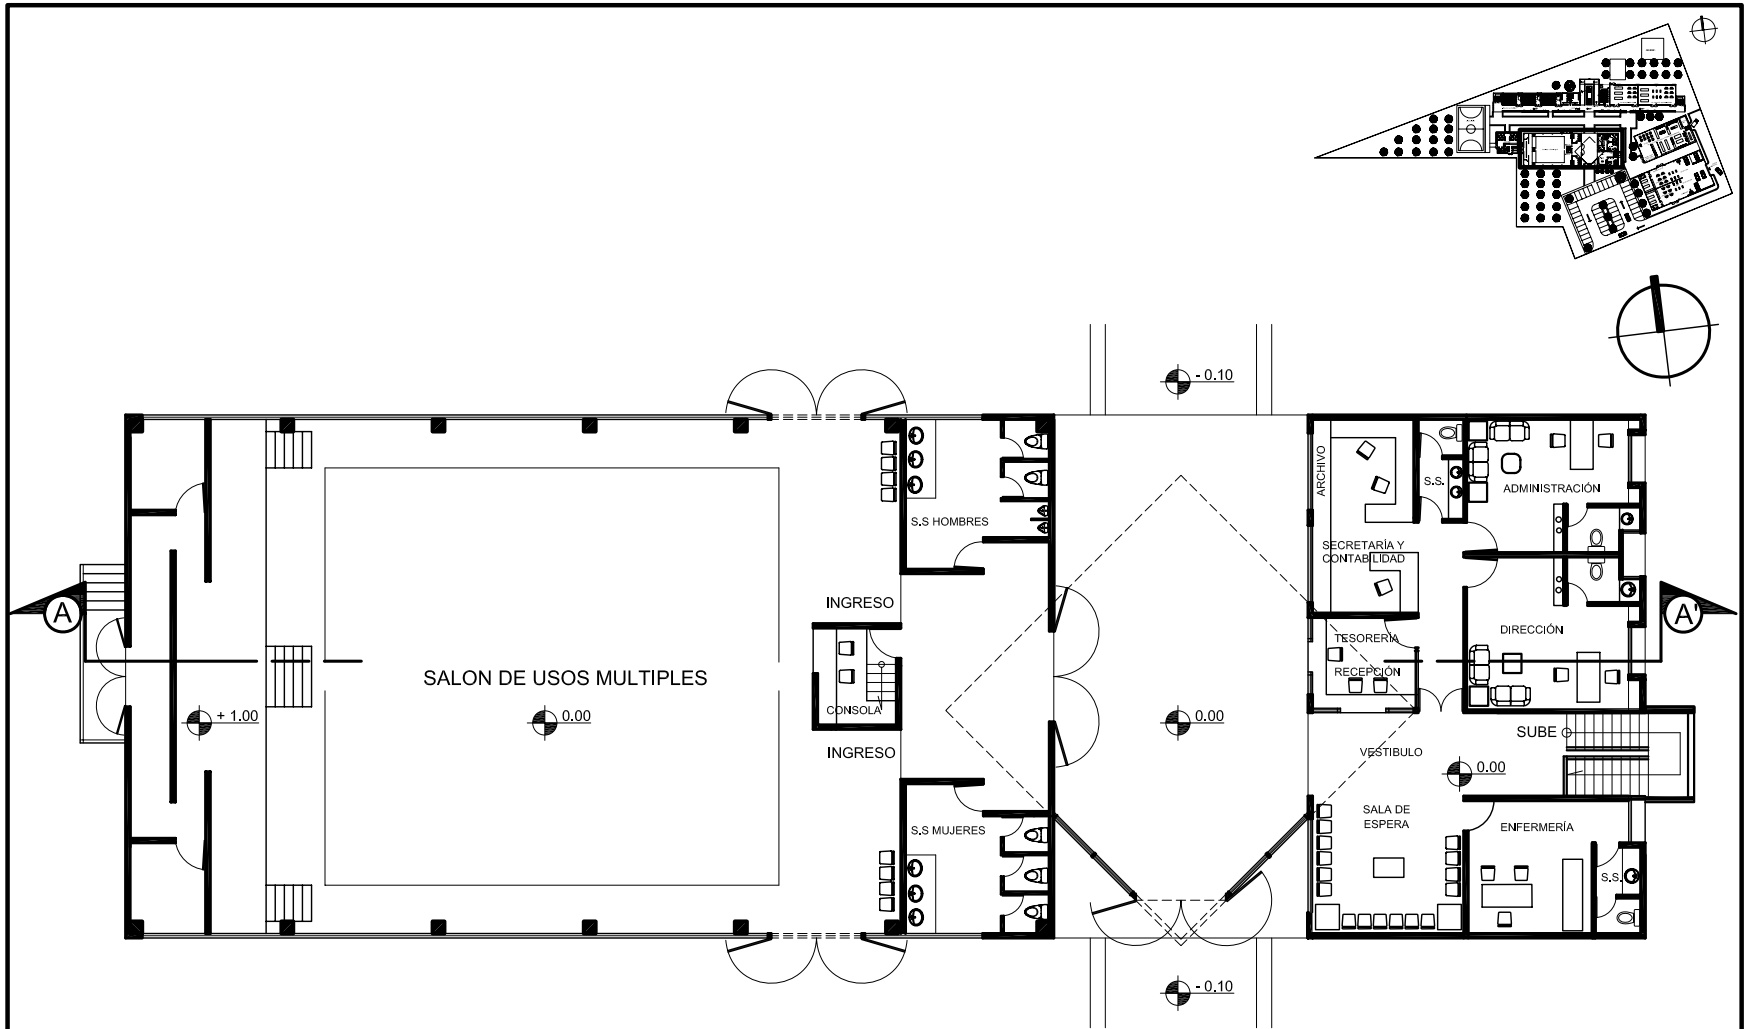 - 0.10
ARCHIVO
S.S.
ADMINISTRACIÓN
S.S HOMBRES
SECRETARÍA Y
CONTABILIDAD
INGRESO
A
A'
TESORERÍA
DIRECCIÓN
SALON DE USOS MULTIPLES
RECEPCIÓN
CONSOLA
+ 1.00
0.00
0.00
SUBE
INGRESO
VESTIBULO
0.00
SALA DE
ESPERA
S.S MUJERES
ENFERMERÍA
S.S.
- 0.10